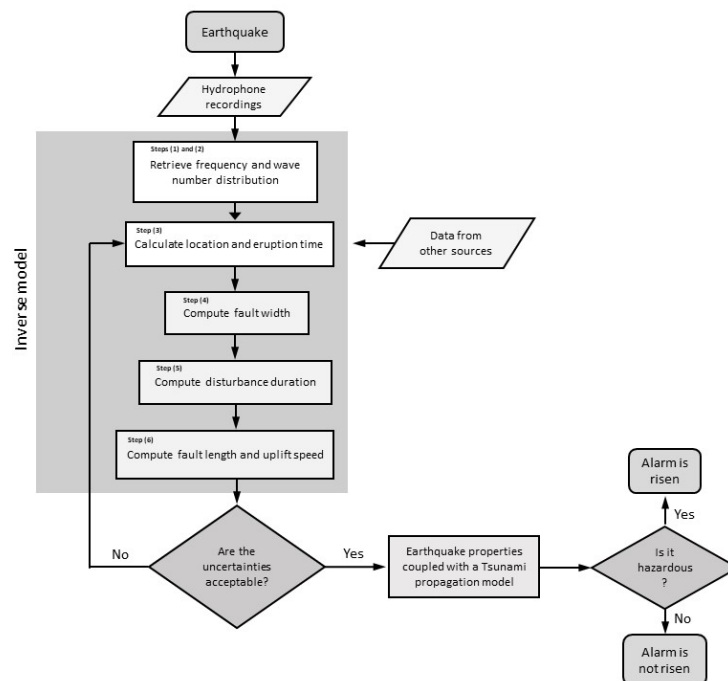 Earthquake
Hydrophone
recordings
Inverse model
Steps (1) and (2)
Retrieve frequency and wave
number distribution
Step (3)
Calculate location and eruption time
Data from
other sources
Step (4)
Compute fault width
Step (5)
Compute disturbance duration
Step (6)
Compute fault length and uplift speed
Are the
uncertainties
acceptable?
No
Yes
Earthquake properties
coupled with a Tsunami
propagation model
Is it
hazardous
?
Yes
Alarm is
risen
No
Alarm is
not risen